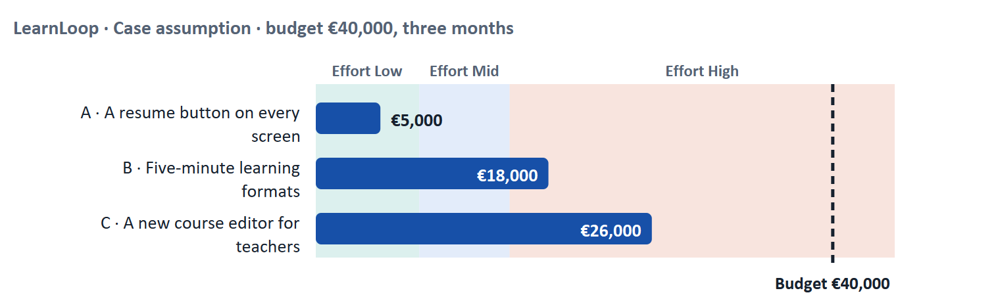 LearnLoop · Case assumption · budget €40,000, three months
Effort Low Effort Mid Effort High
A · A resume button on every
screen
€5,000
B · Five-minute learning
formats
€18,000
C · A new course editor for
teachers
€26,000
Budget €40,000